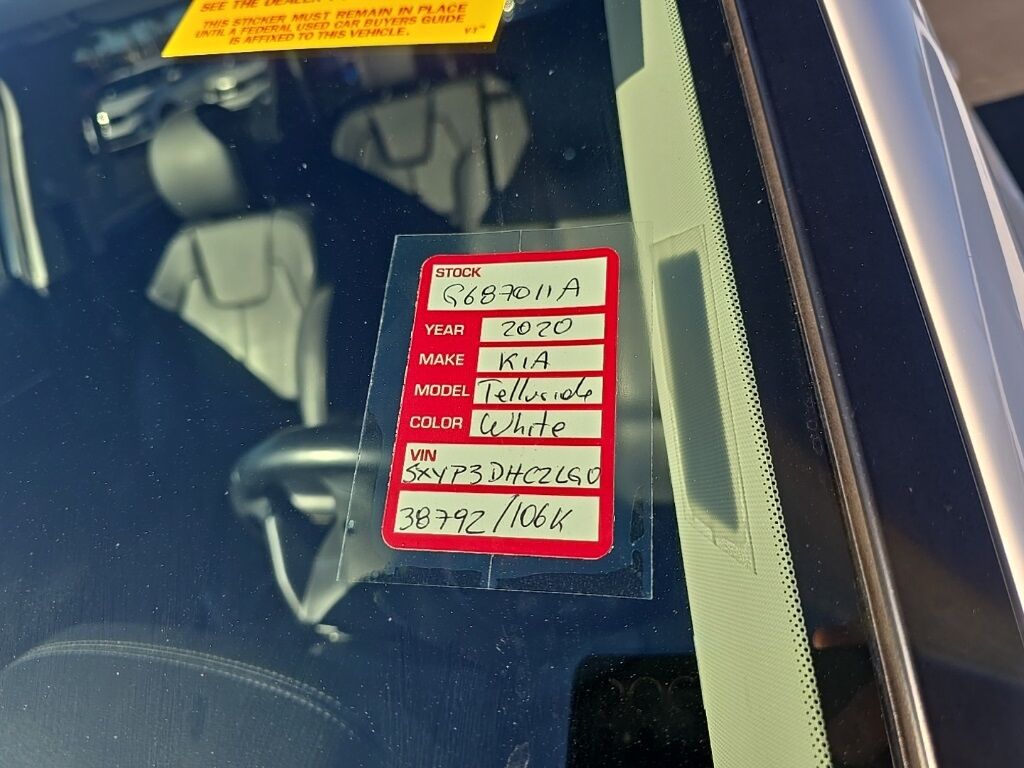 SEE THE DEALER
THIS STICKER MUST REMAIN IN PLACE
UNTIL A FEDERAL USED CAR BUYERS GUIDE
IS AFFIXED TO THIS VEHICLE.
STOCK
G687011A
YEAR 2020
MAKE KIA
MODEL Telluride
COLOR White
VIN
5XYP3DHC2LG0
38792/106K